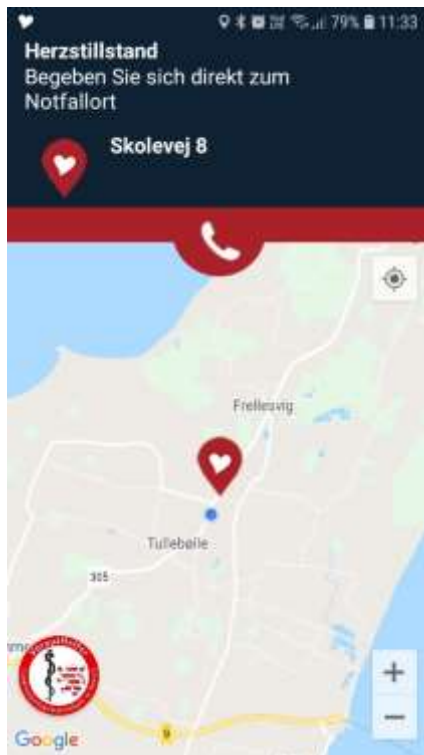 79% 11:33
Herzstillstand
Begeben Sie sich direkt zum
Notfallort
Skolevej 8
Frellesvig
Tullebølle
305
9
Google